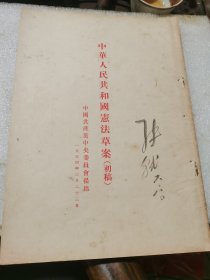 中華人民共和國憲法草案（初稿）
中國共產黨中央委員會提出
一九五四年三月二十三日